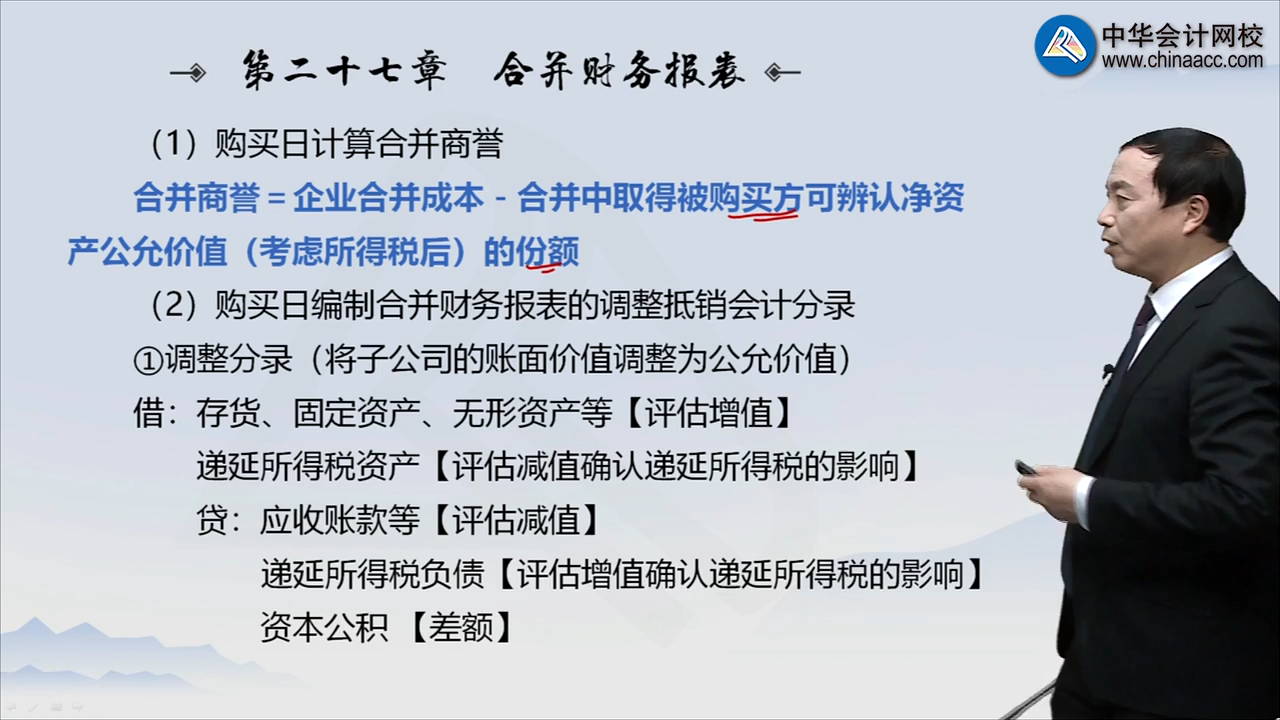 中华会计网校
www.chinaacc.com
第二十七章 合并财务报表
（1）购买日计算合并商誉
合并商誉＝企业合并成本－合并中取得被购买方可辨认净资
产公允价值（考虑所得税后）的份额
（2）购买日编制合并财务报表的调整抵销会计分录
①调整分录（将子公司的账面价值调整为公允价值）
借：存货、固定资产、无形资产等【评估增值】
递延所得税资产【评估减值确认递延所得税的影响】
贷：应收账款等【评估减值】
递延所得税负债【评估增值确认递延所得税的影响】
资本公积 【差额】